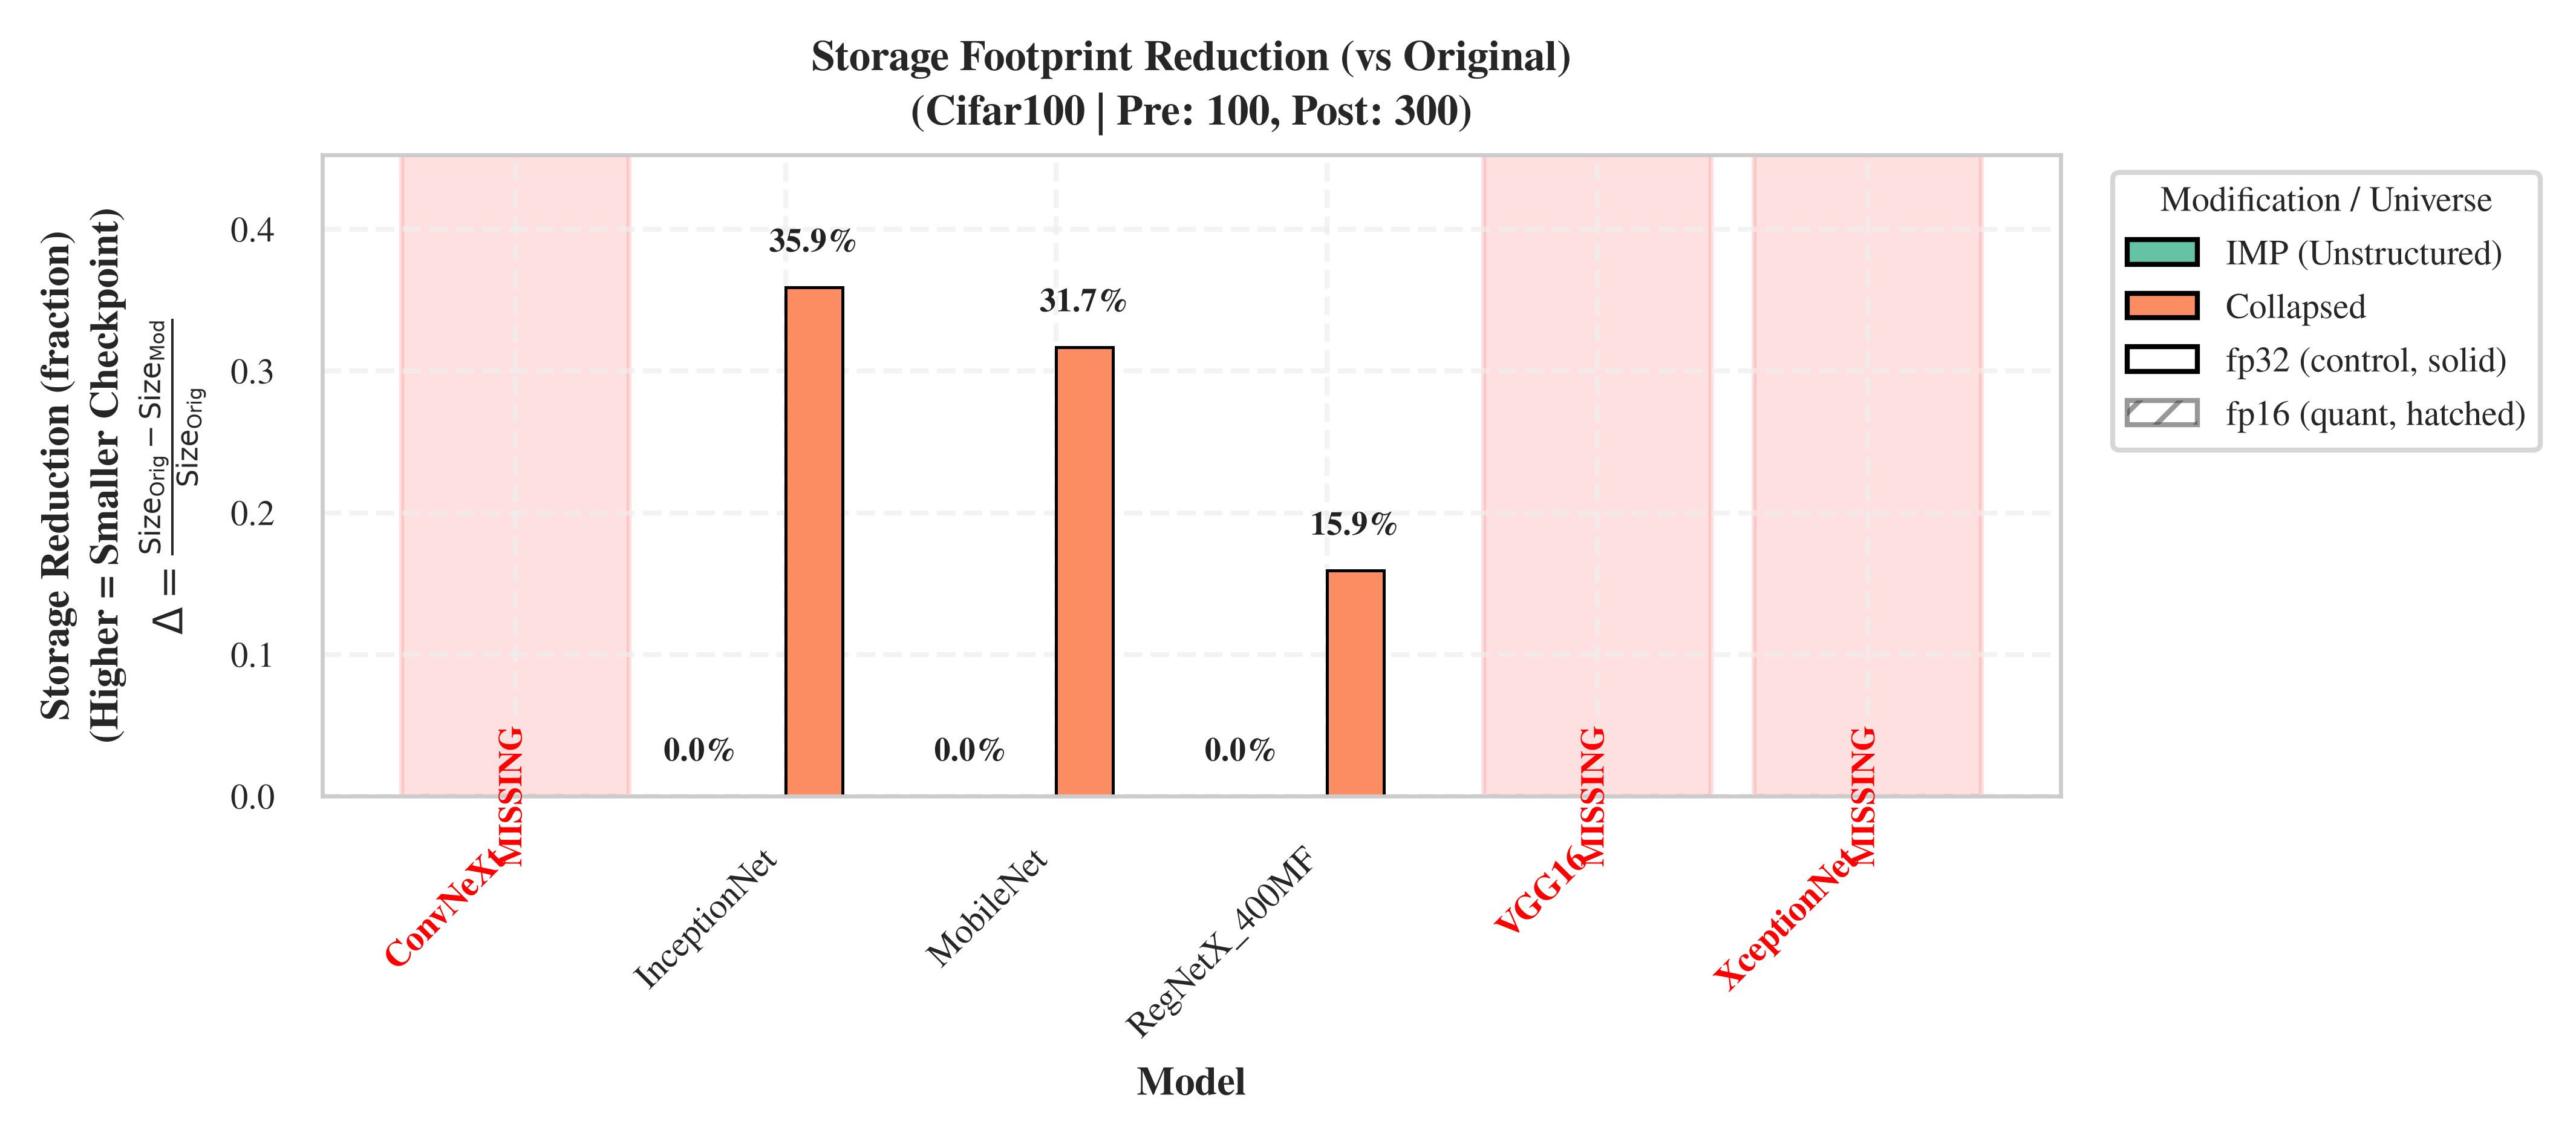 Storage Footprint Reduction (vs Original)
(Cifar100 | Pre: 100, Post: 300)
Storage Reduction (fraction)
(Higher = Smaller Checkpoint)
Δ = (Size_Orig − Size_Mod) / Size_Orig
0.4
0.3
0.2
0.1
0.0
35.9%
31.7%
15.9%
0.0%
0.0%
0.0%
MISSING
MISSING
MISSING
ConvNeXt
InceptionNet
MobileNet
RegNetX_400MF
VGG16
XceptionNet
Model
Modification / Universe
IMP (Unstructured)
Collapsed
fp32 (control, solid)
fp16 (quant, hatched)